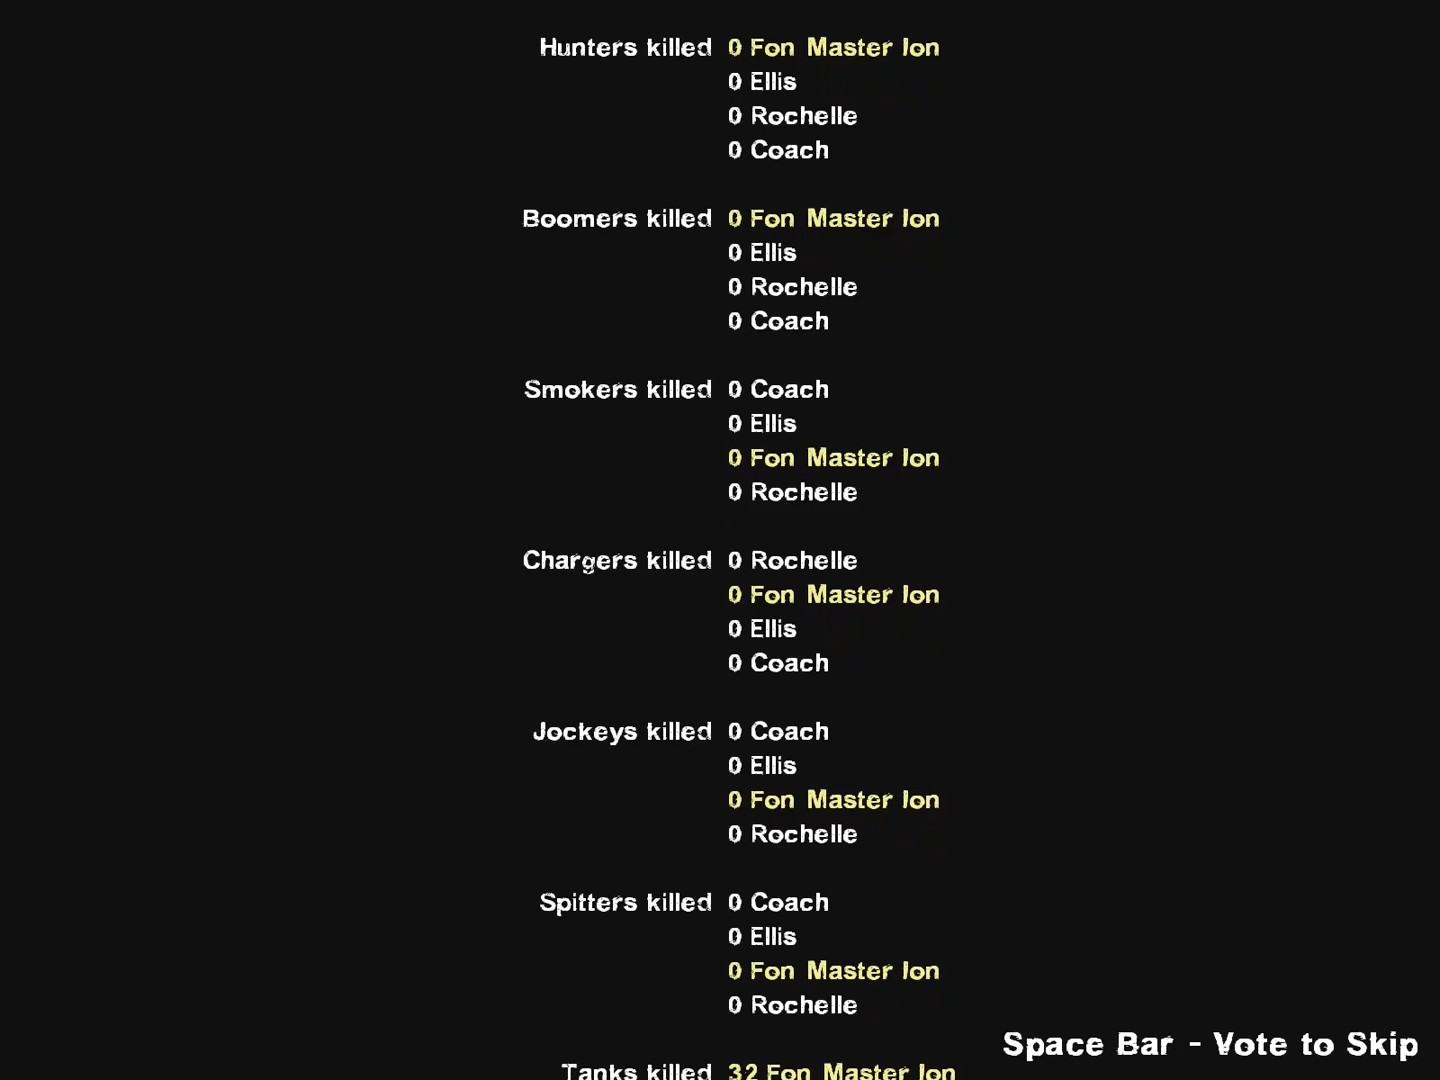 Hunters killed 0 Fon Master Ion
0 Ellis
0 Rochelle
0 Coach
Boomers killed 0 Fon Master Ion
0 Ellis
0 Rochelle
0 Coach
Smokers killed 0 Coach
0 Ellis
0 Fon Master Ion
0 Rochelle
Chargers killed 0 Rochelle
0 Fon Master Ion
0 Ellis
0 Coach
Jockeys killed 0 Coach
0 Ellis
0 Fon Master Ion
0 Rochelle
Spitters killed 0 Coach
0 Ellis
0 Fon Master Ion
0 Rochelle
Space Bar - Vote to Skip
Tanks killed 32 Fon Master Ion